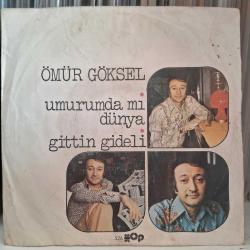 ÖMÜR GÖKSEL
umurumda mı
dünya
gittin gideli